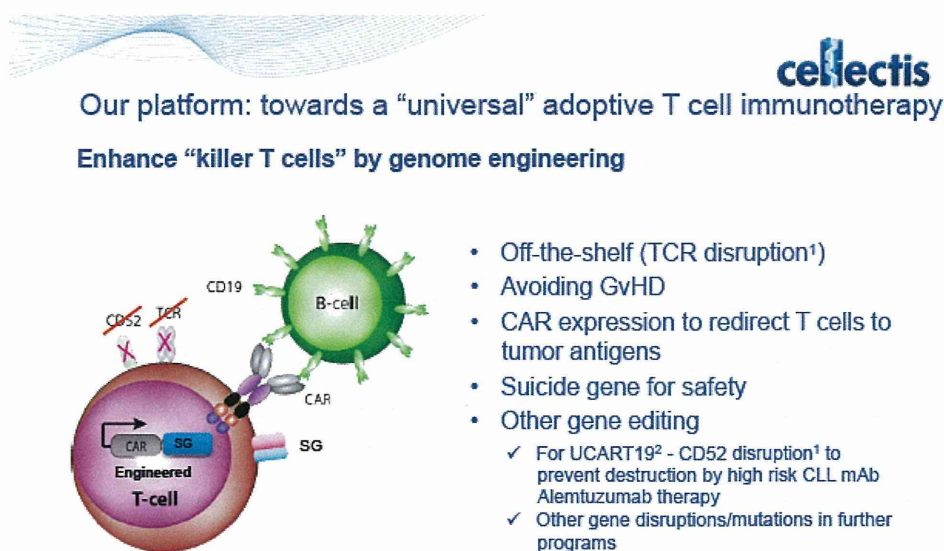 cellectis
Our platform: towards a “universal” adoptive T cell immunotherapy
Enhance “killer T cells” by genome engineering
CD19
B-cell
CD52 TCR
CAR
CAR SG
SG
Engineered
T-cell
• Off-the-shelf (TCR disruption¹)
• Avoiding GvHD
• CAR expression to redirect T cells to
tumor antigens
• Suicide gene for safety
• Other gene editing
✓ For UCART19² - CD52 disruption¹ to
prevent destruction by high risk CLL mAb
Alemtuzumab therapy
✓ Other gene disruptions/mutations in further
programs